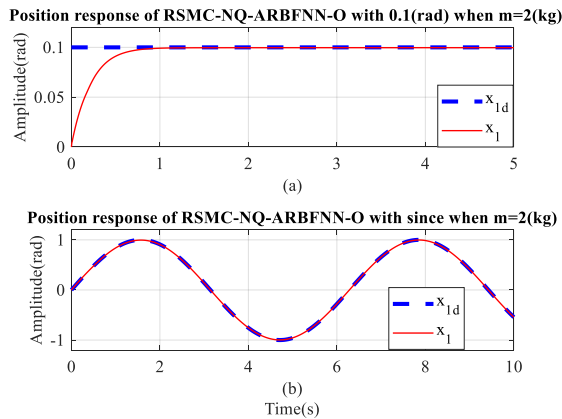 Position response of RSMC-NQ-ARBFNN-O with 0.1(rad) when m=2(kg)
Amplitude(rad)
0.1
0.05
0
x1d
x1
0 1 2 3 4 5
(a)
Position response of RSMC-NQ-ARBFNN-O with since when m=2(kg)
Amplitude(rad)
1
0
-1
x1d
x1
0 2 4 6 8 10
(b)
Time(s)